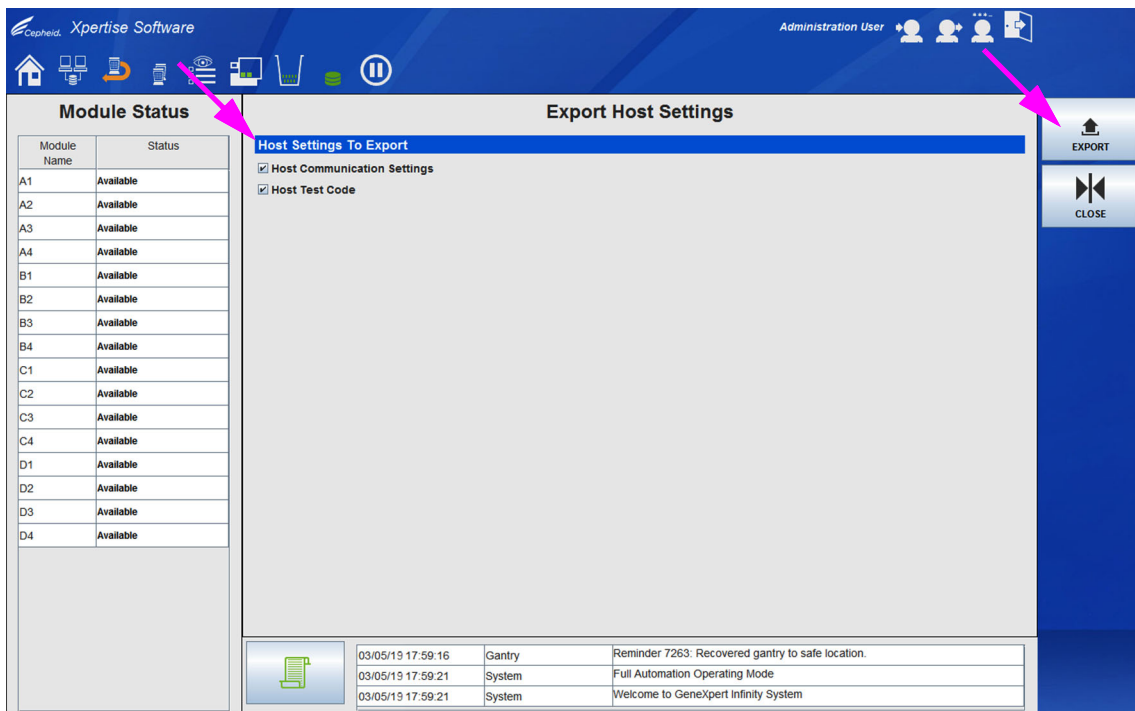 Cepheid. Xpertise Software
Administration User
Module Status
Module Name Status
A1 Available
A2 Available
A3 Available
A4 Available
B1 Available
B2 Available
B3 Available
B4 Available
C1 Available
C2 Available
C3 Available
C4 Available
D1 Available
D2 Available
D3 Available
D4 Available
Export Host Settings
Host Settings To Export
Host Communication Settings
Host Test Code
03/05/19 17:59:16 Gantry Reminder 7263: Recovered gantry to safe location.
03/05/19 17:59:21 System Full Automation Operating Mode
03/05/19 17:59:21 System Welcome to GeneXpert Infinity System
EXPORT
CLOSE